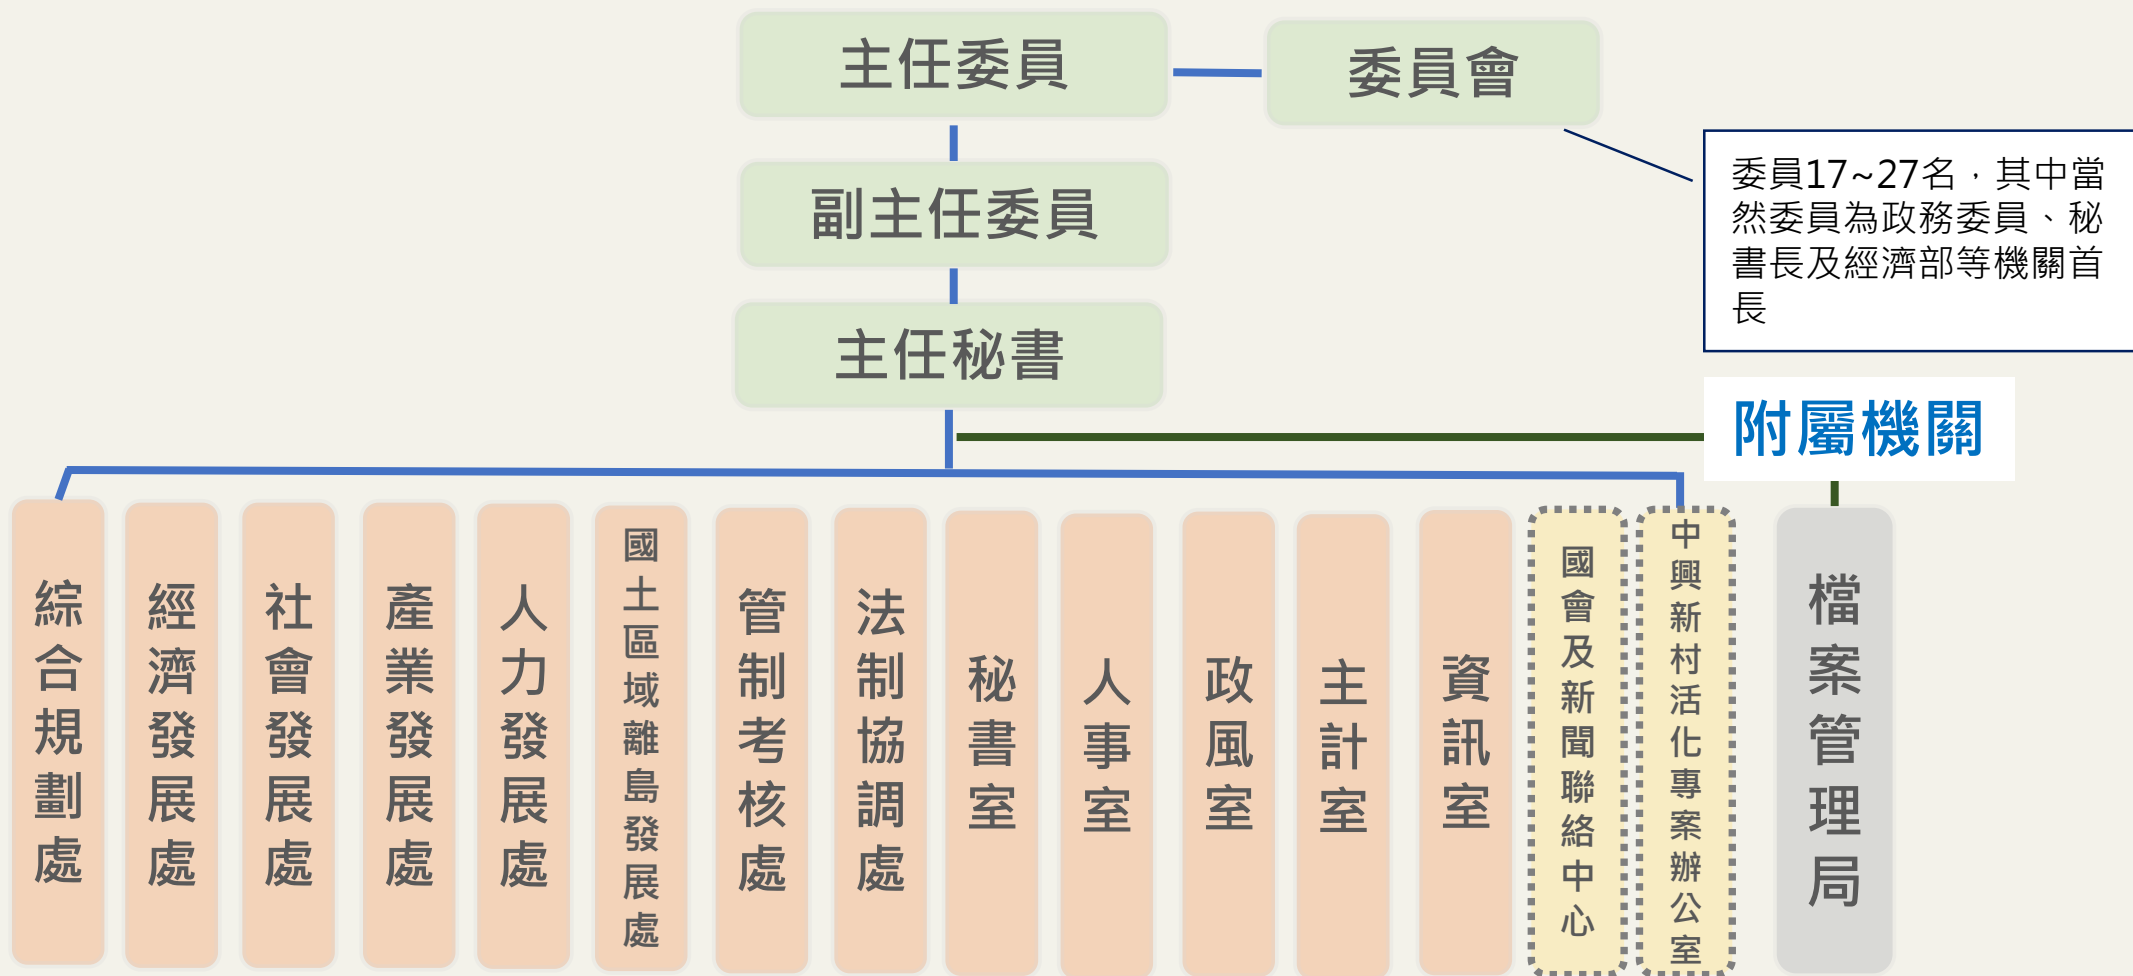 主任委員
委員會
委員17~27名，其中當
然委員為政務委員、秘
書長及經濟部等機關首
長
副主任委員
主任秘書
附屬機關
綜合規劃處
經濟發展處
社會發展處
產業發展處
人力發展處
國土區域離島發展處
管制考核處
法制協調處
秘書室
人事室
政風室
主計室
資訊室
國會及新聞聯絡中心
中興新村活化專案辦公室
檔案管理局